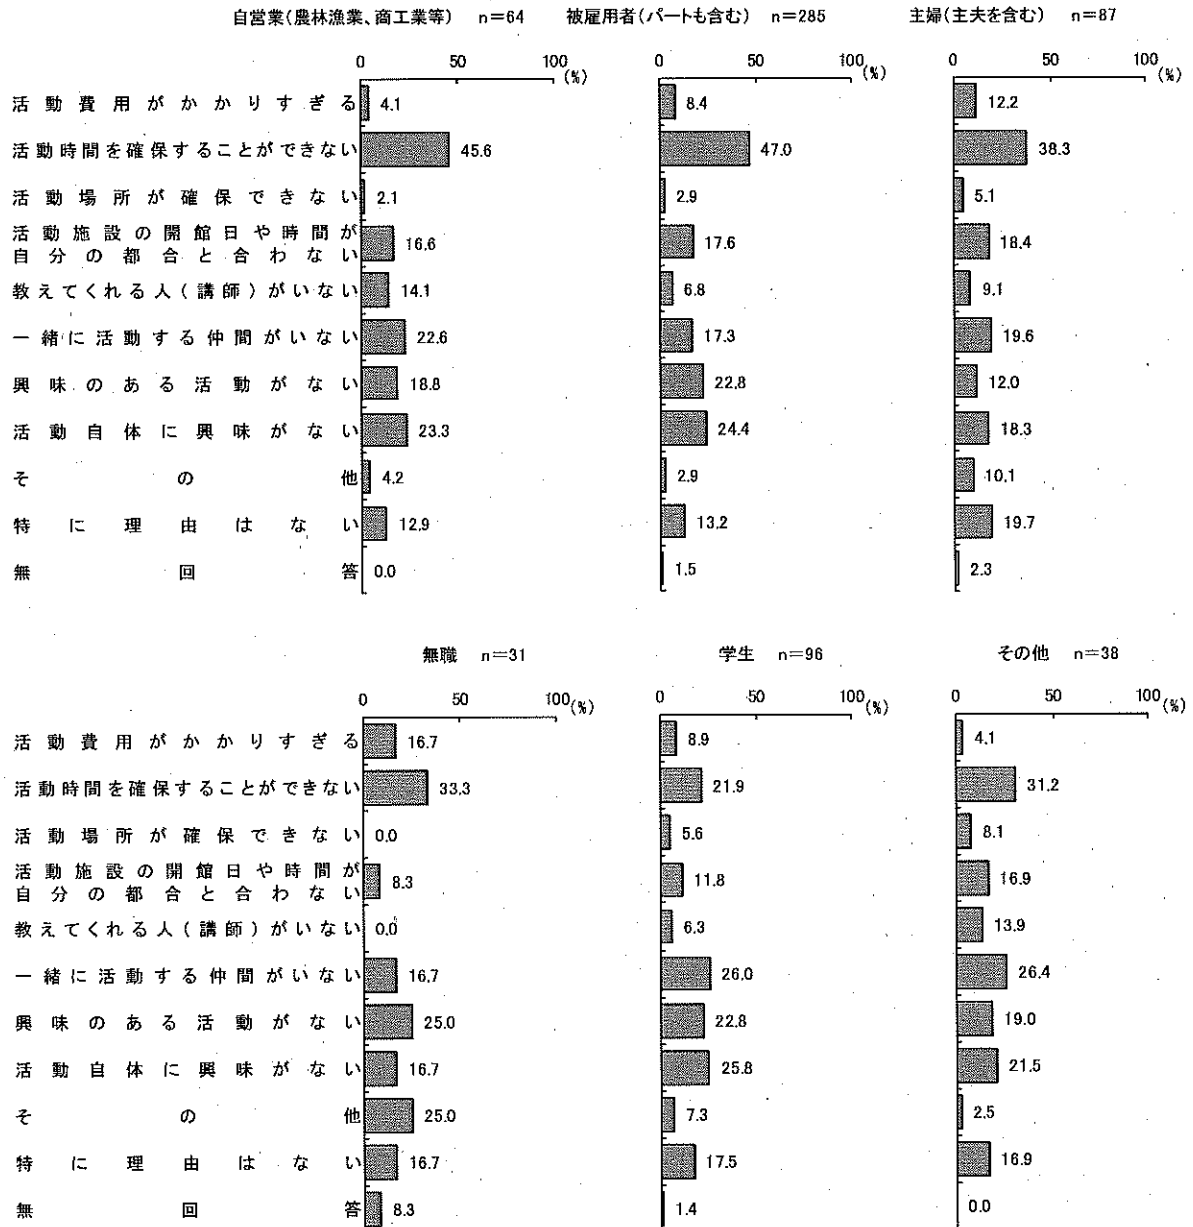 自営業(農林漁業、商工業等) n=64 被雇用者(パートも含む) n=285 主婦(主夫を含む) n=87
0 50 100(%) 0 50 100(%) 0 50 100(%)
活動費用がかかりすぎる 4.1 8.4 12.2
活動時間を確保することができない 45.6 47.0 38.3
活動場所が確保できない 2.1 2.9 5.1
活動施設の開館日や時間が
自分の都合と合わない 16.6 17.6 18.4
教えてくれる人(講師)がいない 14.1 6.8 9.1
一緒に活動する仲間がいない 22.6 17.3 19.6
興味のある活動がない 18.8 22.8 12.0
活動自体に興味がない 23.3 24.4 18.3
その他 4.2 2.9 10.1
特に理由はない 12.9 13.2 19.7
無回答 0.0 1.5 2.3
無職 n=31 学生 n=96 その他 n=38
0 50 100(%) 0 50 100(%) 0 50 100(%)
活動費用がかかりすぎる 16.7 8.9 4.1
活動時間を確保することができない 33.3 21.9 31.2
活動場所が確保できない 0.0 5.6 8.1
活動施設の開館日や時間が
自分の都合と合わない 8.3 11.8 16.9
教えてくれる人(講師)がいない 0.0 6.3 13.9
一緒に活動する仲間がいない 16.7 26.0 26.4
興味のある活動がない 25.0 22.8 19.0
活動自体に興味がない 16.7 25.8 21.5
その他 25.0 7.3 2.5
特に理由はない 16.7 17.5 16.9
無回答 8.3 1.4 0.0